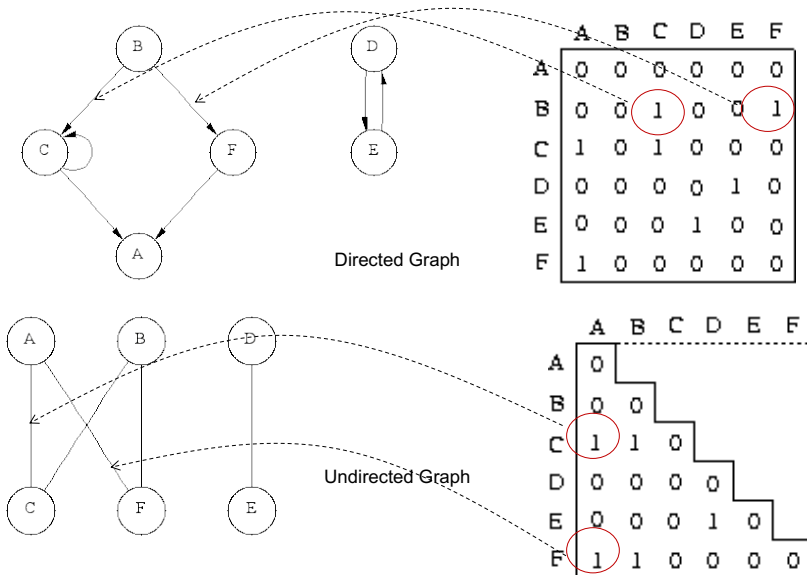 B
D
C
F
E
A
Directed Graph
A B C D E F
A 0 0 0 0 0 0
B 0 0 1 0 0 1
C 1 0 1 0 0 0
D 0 0 0 0 1 0
E 0 0 0 1 0 0
F 1 0 0 0 0 0
A B D
C F E
Undirected Graph
A B C D E F
A 0
B 0 0
C 1 1 0
D 0 0 0 0
E 0 0 0 1 0
F 1 1 0 0 0 0